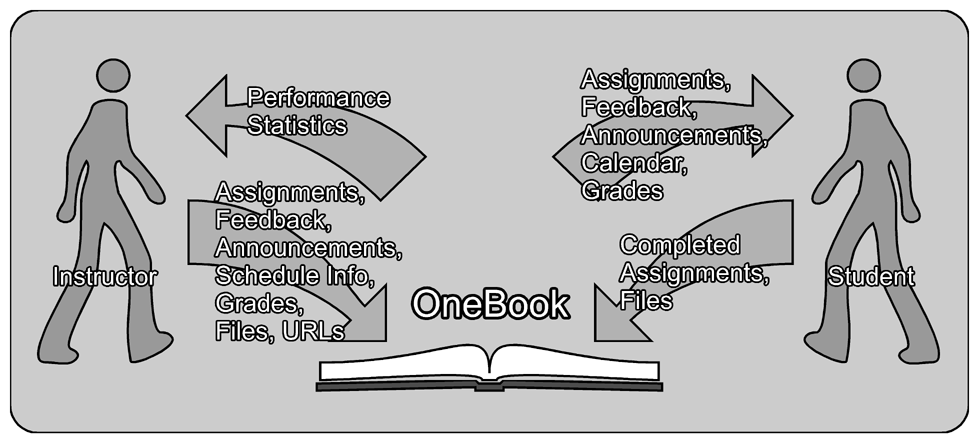 Performance
Statistics
Assignments,
Feedback,
Announcements,
Calendar,
Grades
Assignments,
Feedback,
Announcements,
Schedule Info,
Grades,
Files, URLs
Completed
Assignments,
Files
Instructor
Student
OneBook